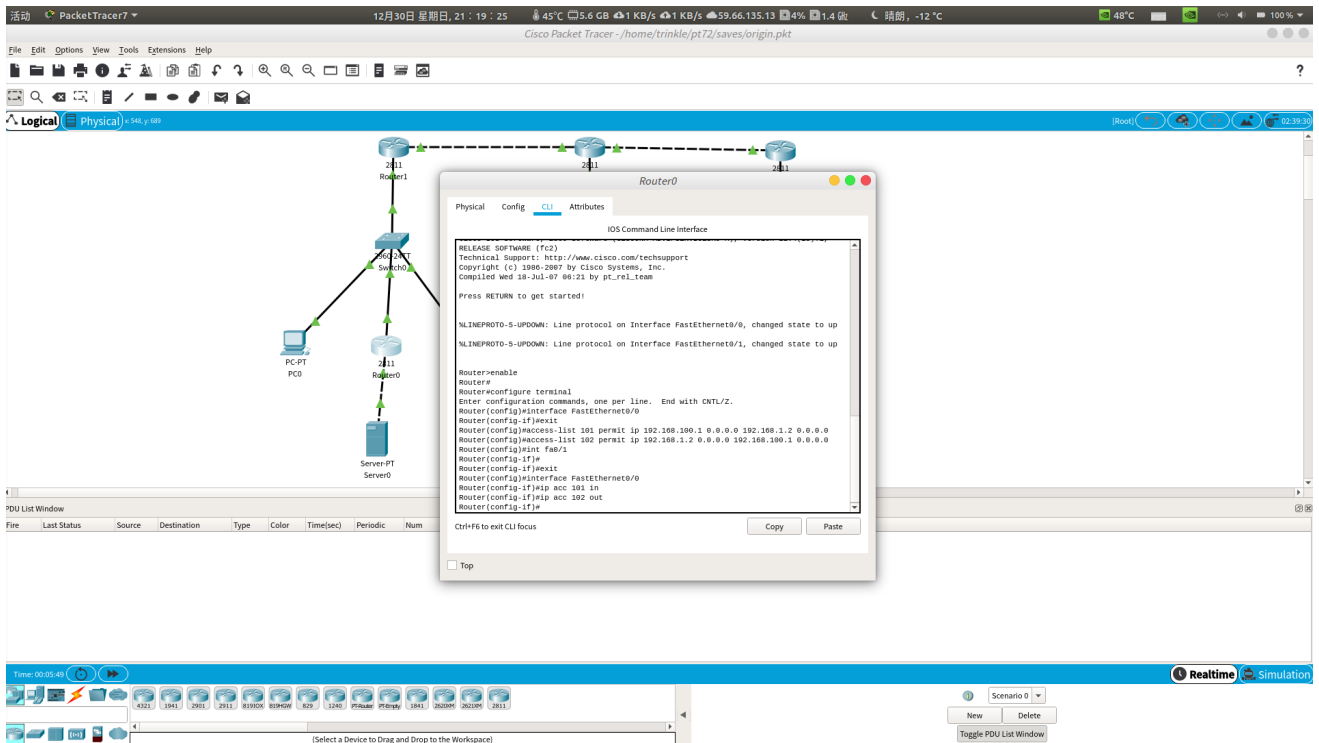 活动 PacketTracer7 12月30日 星期日, 21：19：25 45°C 5.6 GB 1 KB/s 1 KB/s 59.66.135.13 4% 1.4 晴朗，-12 °C 48°C 100 %
Cisco Packet Tracer - /home/trinkle/pt72/saves/origin.pkt
File Edit Options View Tools Extensions Help
?
Logical Physical x: 548, y: 689 [Root] 02:39:30
2811
Router1
2811
2811
2960-24TT
Switch0
PC-PT
PC0
2811
Router0
Server-PT
Server0
Router0
Physical Config CLI Attributes
IOS Command Line Interface
RELEASE SOFTWARE (fc2)
Technical Support: http://www.cisco.com/techsupport
Copyright (c) 1986-2007 by Cisco Systems, Inc.
Compiled Wed 18-Jul-07 06:21 by pt_rel_team
Press RETURN to get started!
%LINEPROTO-5-UPDOWN: Line protocol on Interface FastEthernet0/0, changed state to up
%LINEPROTO-5-UPDOWN: Line protocol on Interface FastEthernet0/1, changed state to up
Router>enable
Router#
Router#configure terminal
Enter configuration commands, one per line.  End with CNTL/Z.
Router(config)#interface FastEthernet0/0
Router(config-if)#exit
Router(config)#access-list 101 permit ip 192.168.100.1 0.0.0.0 192.168.1.2 0.0.0.0
Router(config)#access-list 102 permit ip 192.168.1.2 0.0.0.0 192.168.100.1 0.0.0.0
Router(config)#int fa0/1
Router(config-if)#
Router(config-if)#exit
Router(config)#interface FastEthernet0/0
Router(config-if)#ip acc 101 in
Router(config-if)#ip acc 102 out
Router(config-if)#
Ctrl+F6 to exit CLI focus Copy Paste
Top
PDU List Window
Fire Last Status Source Destination Type Color Time(sec) Periodic Num
Time: 00:05:49 Realtime Simulation
4321 1941 2901 2911 819IOX 819HGW 829 1240 PT-Router PT-Empty 1841 2620XM 2621XM 2811
Scenario 0
New Delete
Toggle PDU List Window
(Select a Device to Drag and Drop to the Workspace)